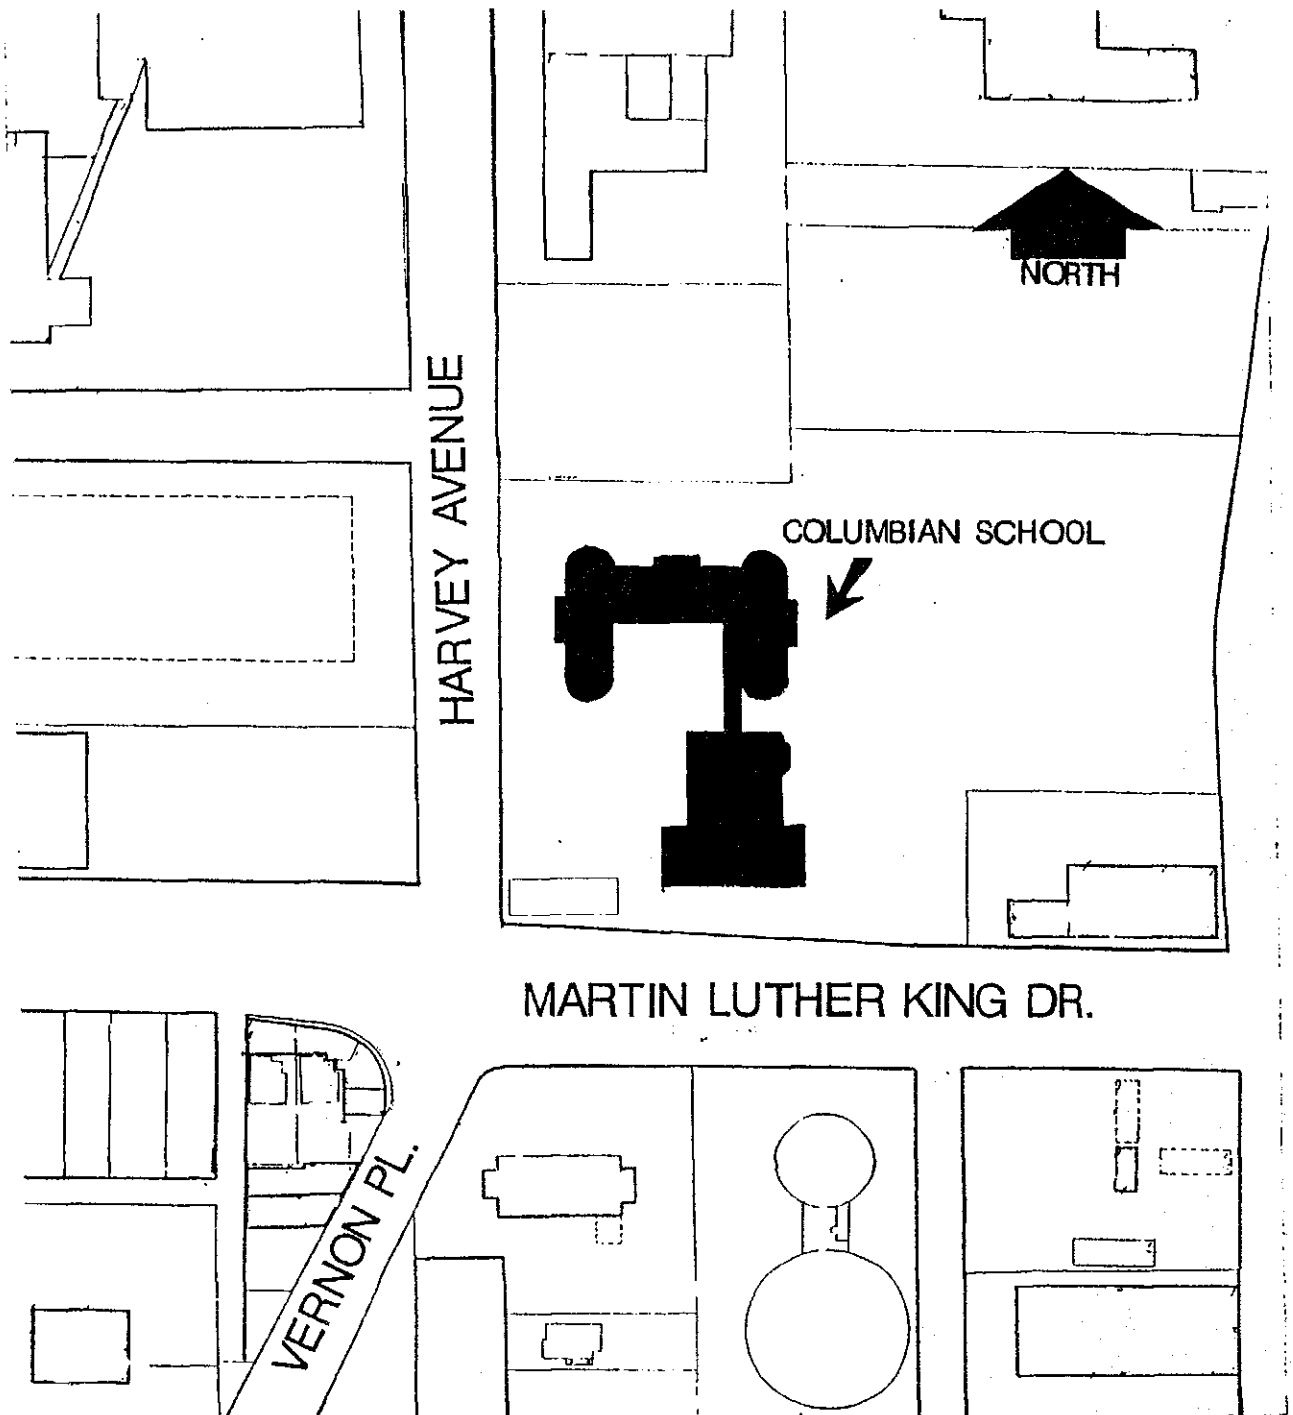 NORTH
HARVEY AVENUE
COLUMBIAN SCHOOL
MARTIN LUTHER KING DR.
VERNON PL.